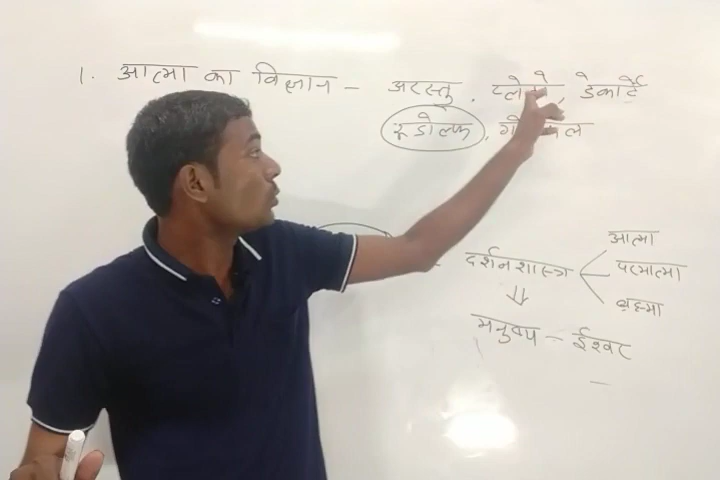 1. आत्मा का विज्ञान - अरस्तु, प्लेटो, डेकार्टे
रूडोल्फ,
दर्शनशास्त्र
आत्मा
परमात्मा
ब्रह्मा
⇓
मनुष्य - ईश्वर